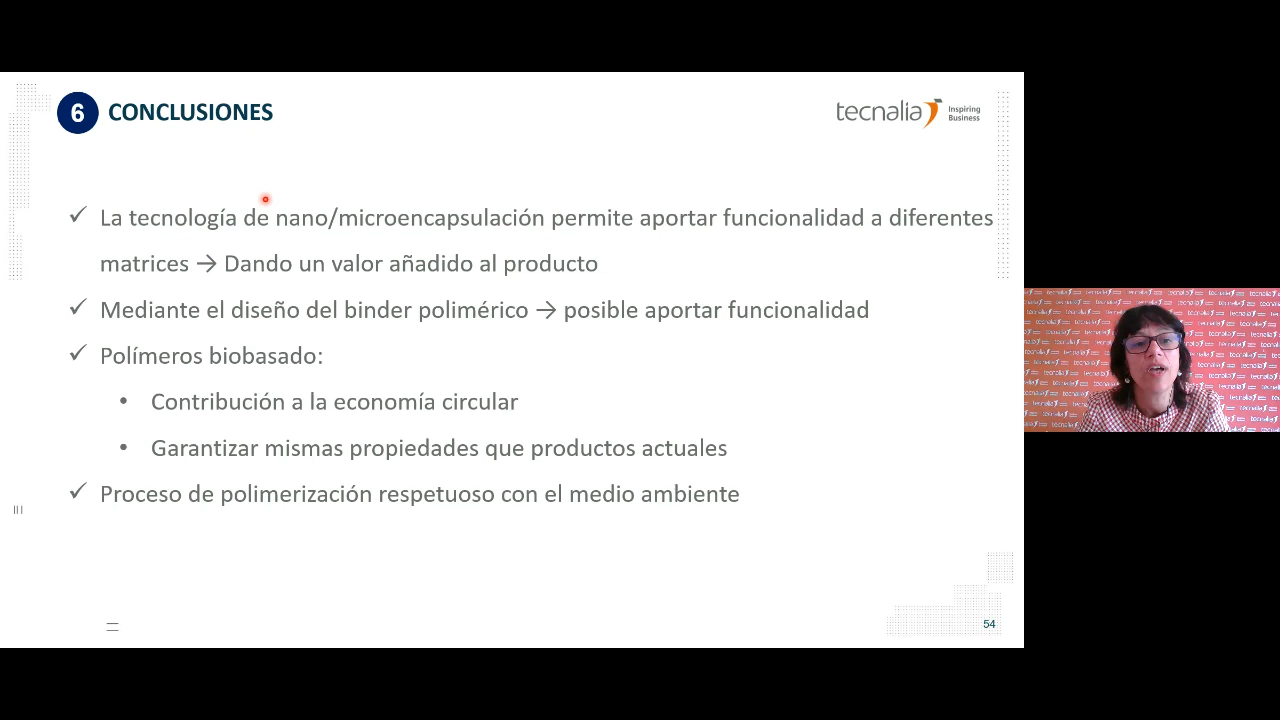 6 CONCLUSIONES
tecnalia Inspiring
Business
✓ La tecnología de nano/microencapsulación permite aportar funcionalidad a diferentes
matrices → Dando un valor añadido al producto
✓ Mediante el diseño del binder polimérico → posible aportar funcionalidad
✓ Polímeros biobasado:
• Contribución a la economía circular
• Garantizar mismas propiedades que productos actuales
✓ Proceso de polimerización respetuoso con el medio ambiente
54